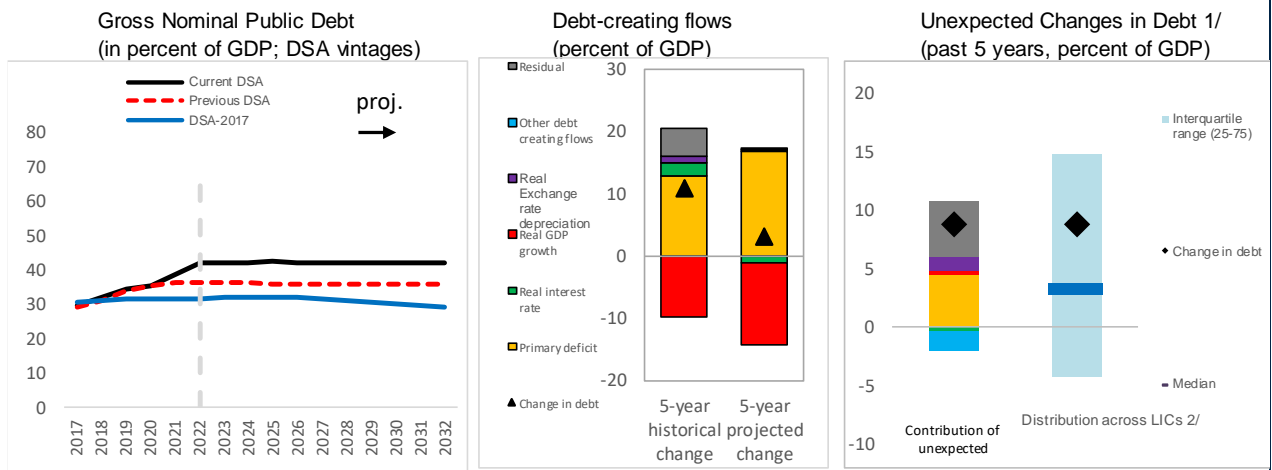 Gross Nominal Public Debt
(in percent of GDP; DSA vintages)
Current DSA
Previous DSA
DSA-2017
proj.
80
70
60
50
40
30
20
10
0
2017
2018
2019
2020
2021
2022
2023
2024
2025
2026
2027
2028
2029
2030
2031
2032
Debt-creating flows
(percent of GDP)
Residual
Other debt
creating flows
Real
Exchange
rate
depreciation
Real GDP
growth
Real interest
rate
Primary deficit
Change in debt
30
20
10
0
-10
-20
5-year
historical
change
5-year
projected
change
Unexpected Changes in Debt 1/
(past 5 years, percent of GDP)
20
15
10
5
0
-5
-10
Interquartile
range (25-75)
Change in debt
Median
Contribution of
unexpected
Distribution across LICs 2/